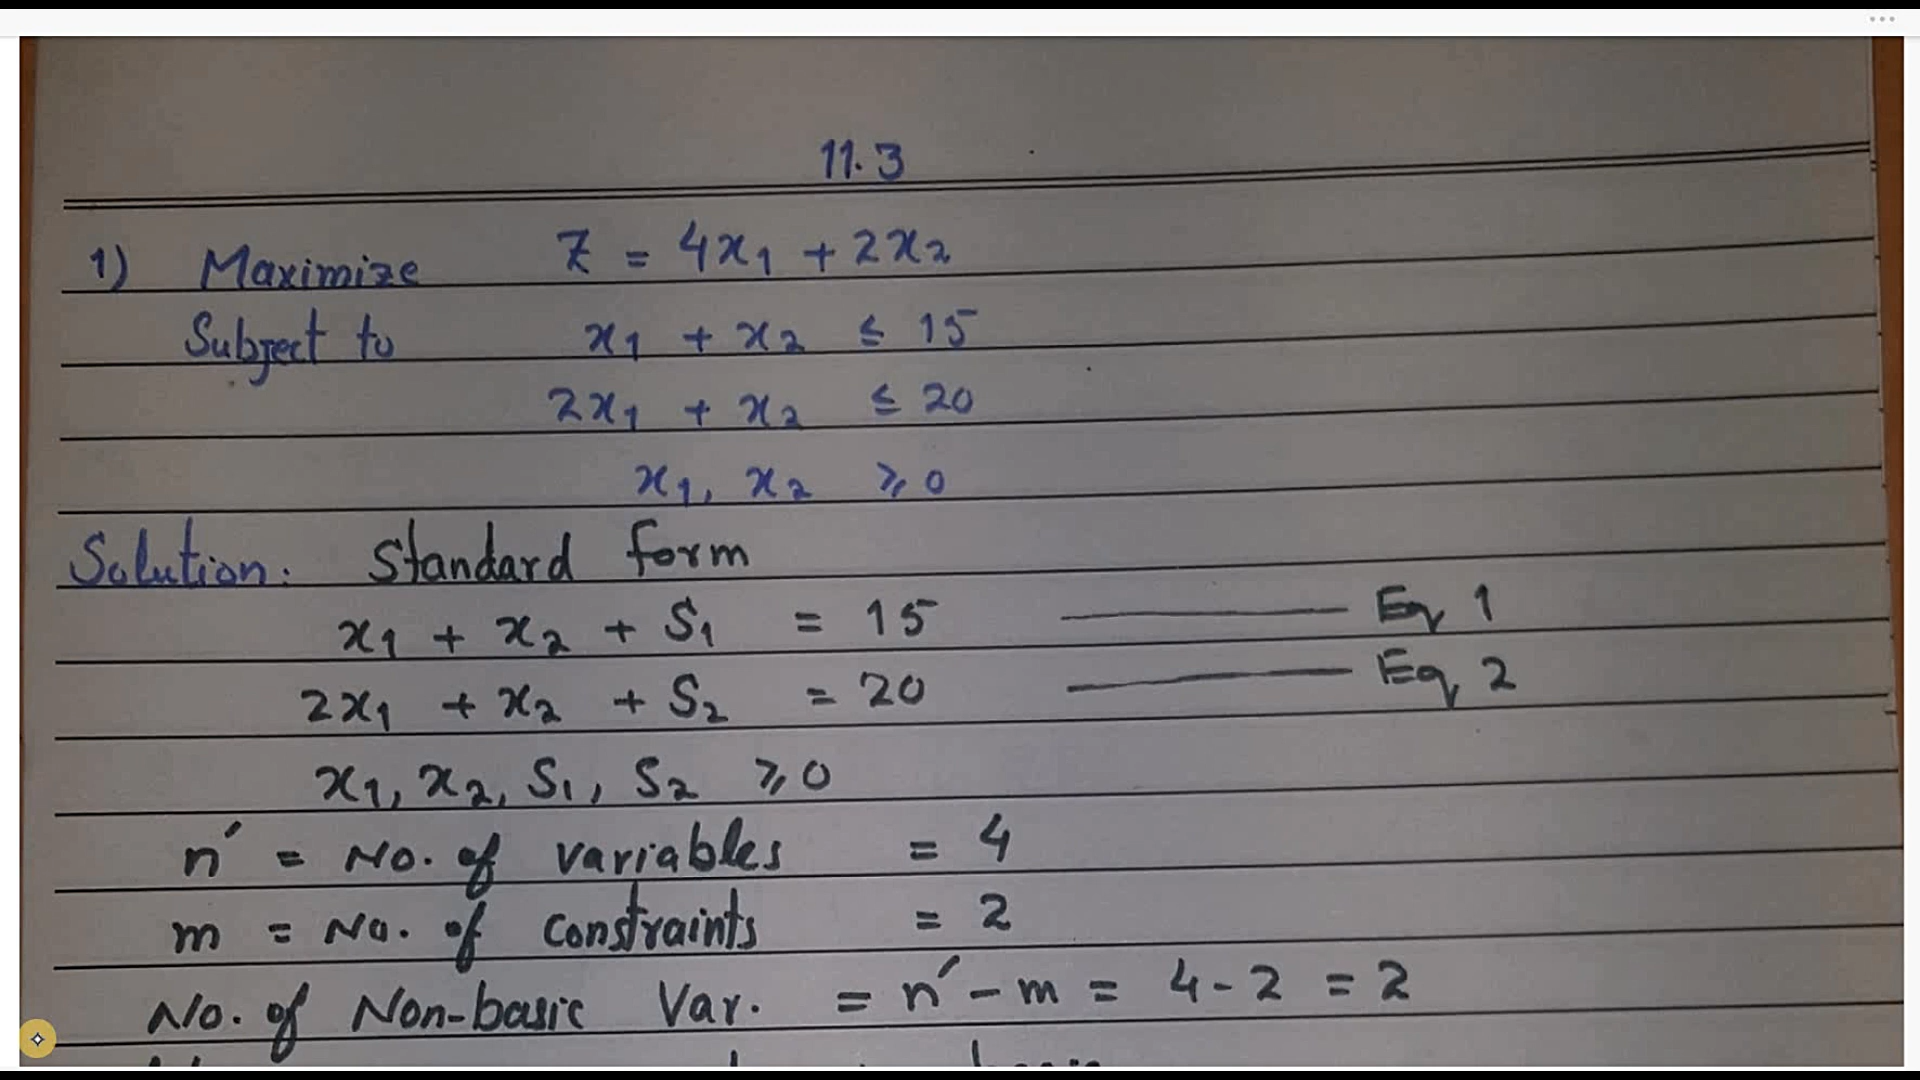 11.3
1) Maximize Z = 4x₁ + 2x₂
Subject to x₁ + x₂ ≤ 15
2x₁ + x₂ ≤ 20
x₁, x₂ ≥ 0
Solution: Standard form
x₁ + x₂ + S₁ = 15 —— Eq 1
2x₁ + x₂ + S₂ = 20 —— Eq 2
x₁, x₂, S₁, S₂ ≥ 0
n′ = No. of variables = 4
m = No. of constraints = 2
No. of Non-basic Var. = n′ - m = 4 - 2 = 2